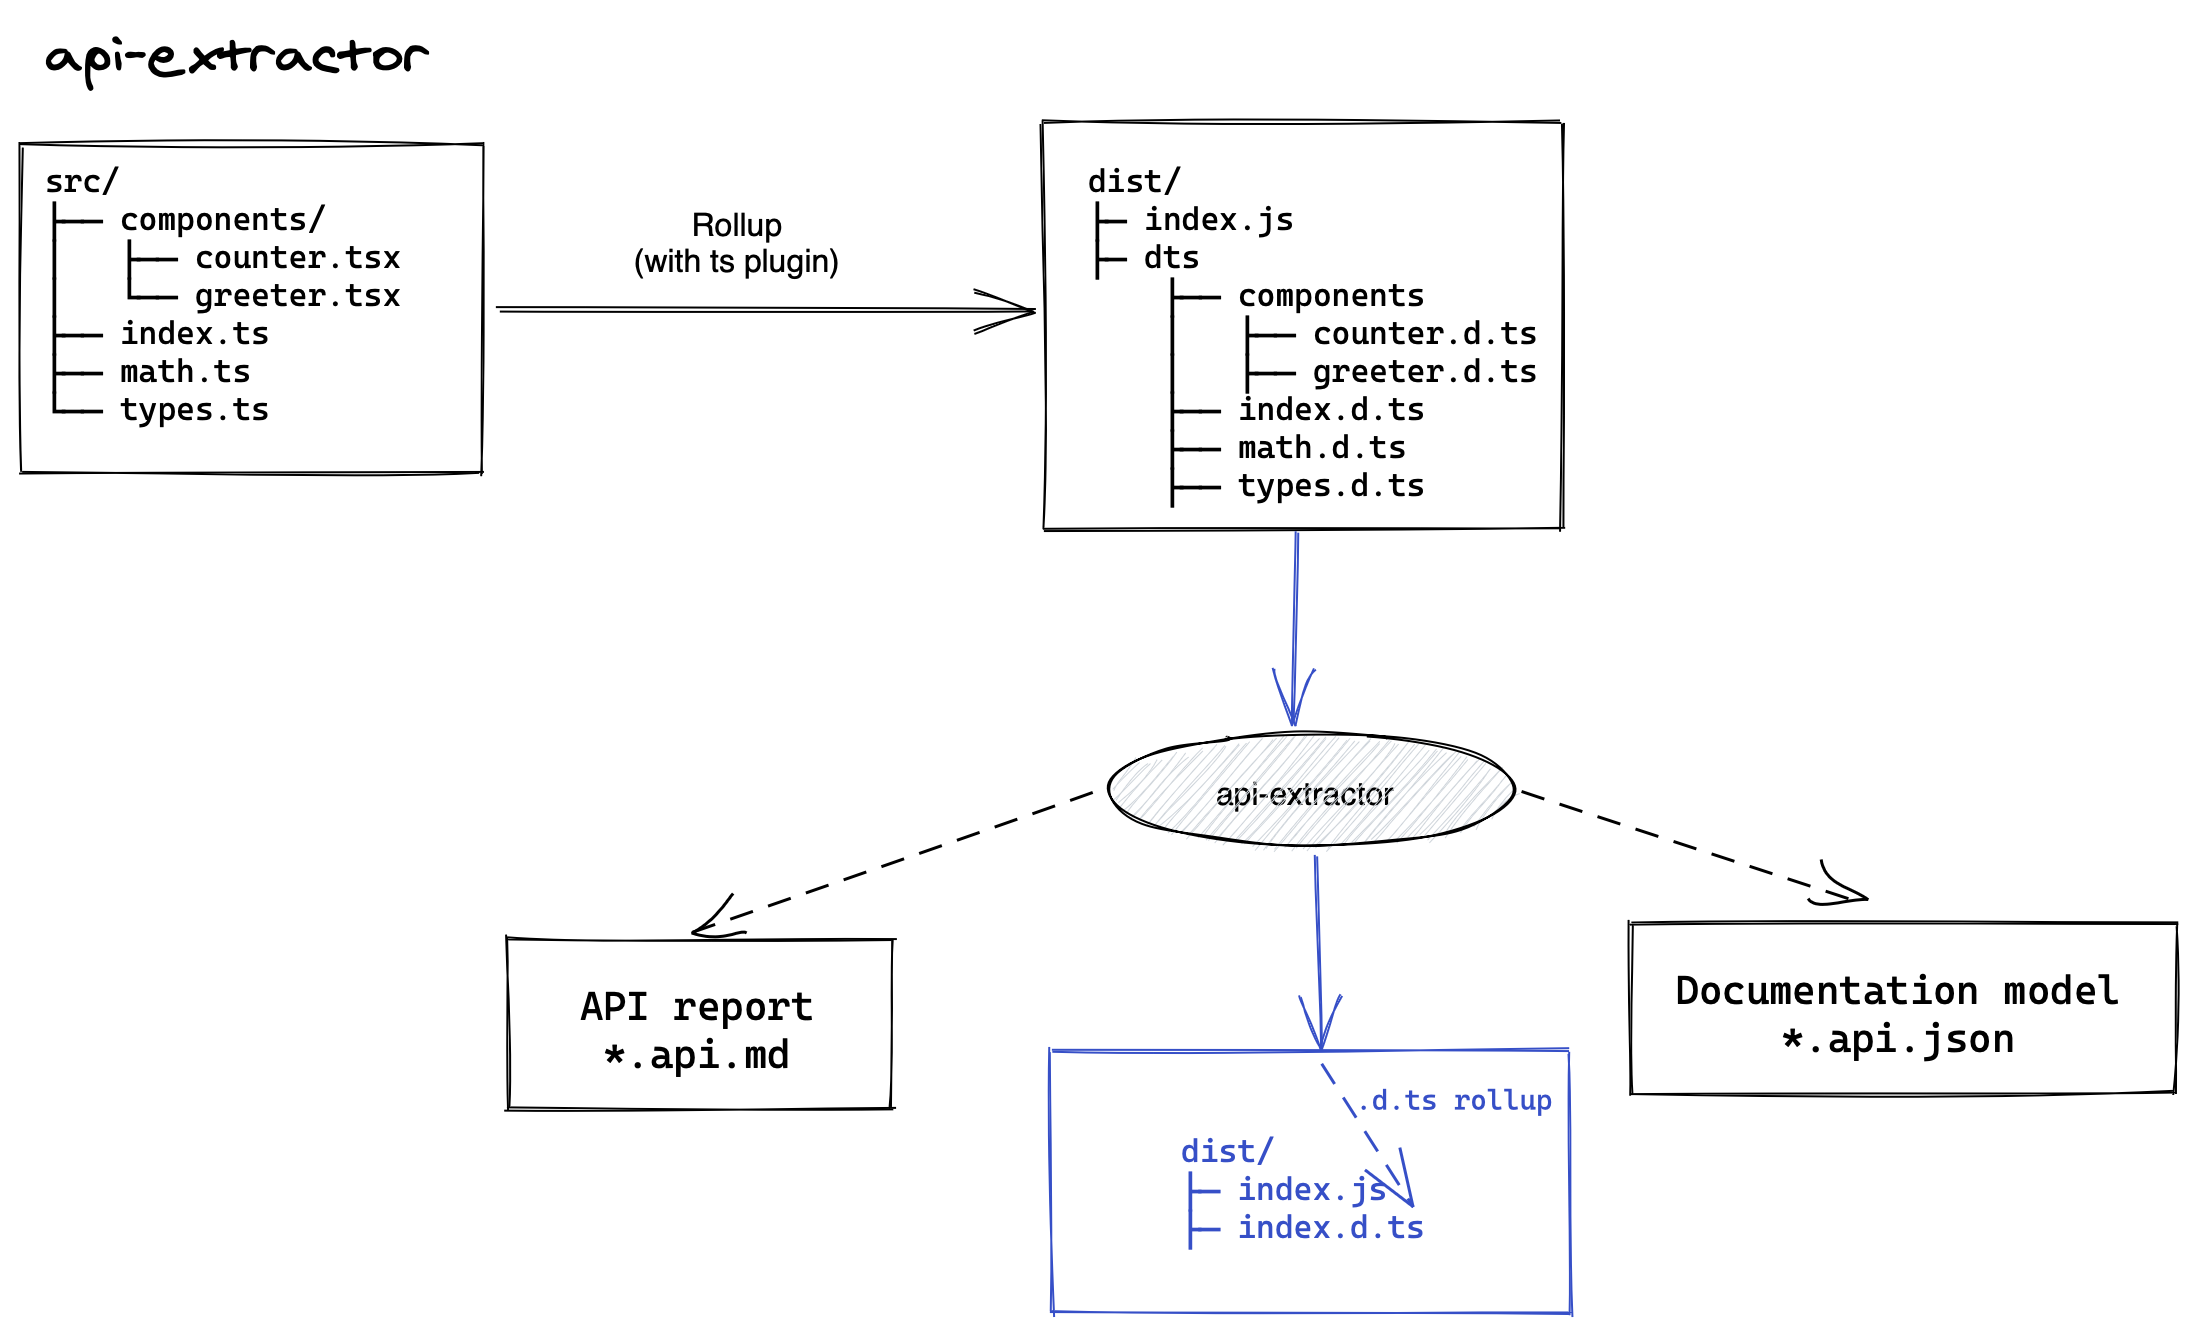 api-extractor
src/
├── components/
│   ├── counter.tsx
│   └── greeter.tsx
├── index.ts
├── math.ts
└── types.ts
Rollup
(with ts plugin)
dist/
├─ index.js
├─ dts
    ├── components
    │   ├── counter.d.ts
    │   ├── greeter.d.ts
    ├── index.d.ts
    ├── math.d.ts
    ├── types.d.ts
api-extractor
API report
*.api.md
.d.ts rollup
dist/
├─ index.js
├─ index.d.ts
Documentation model
*.api.json